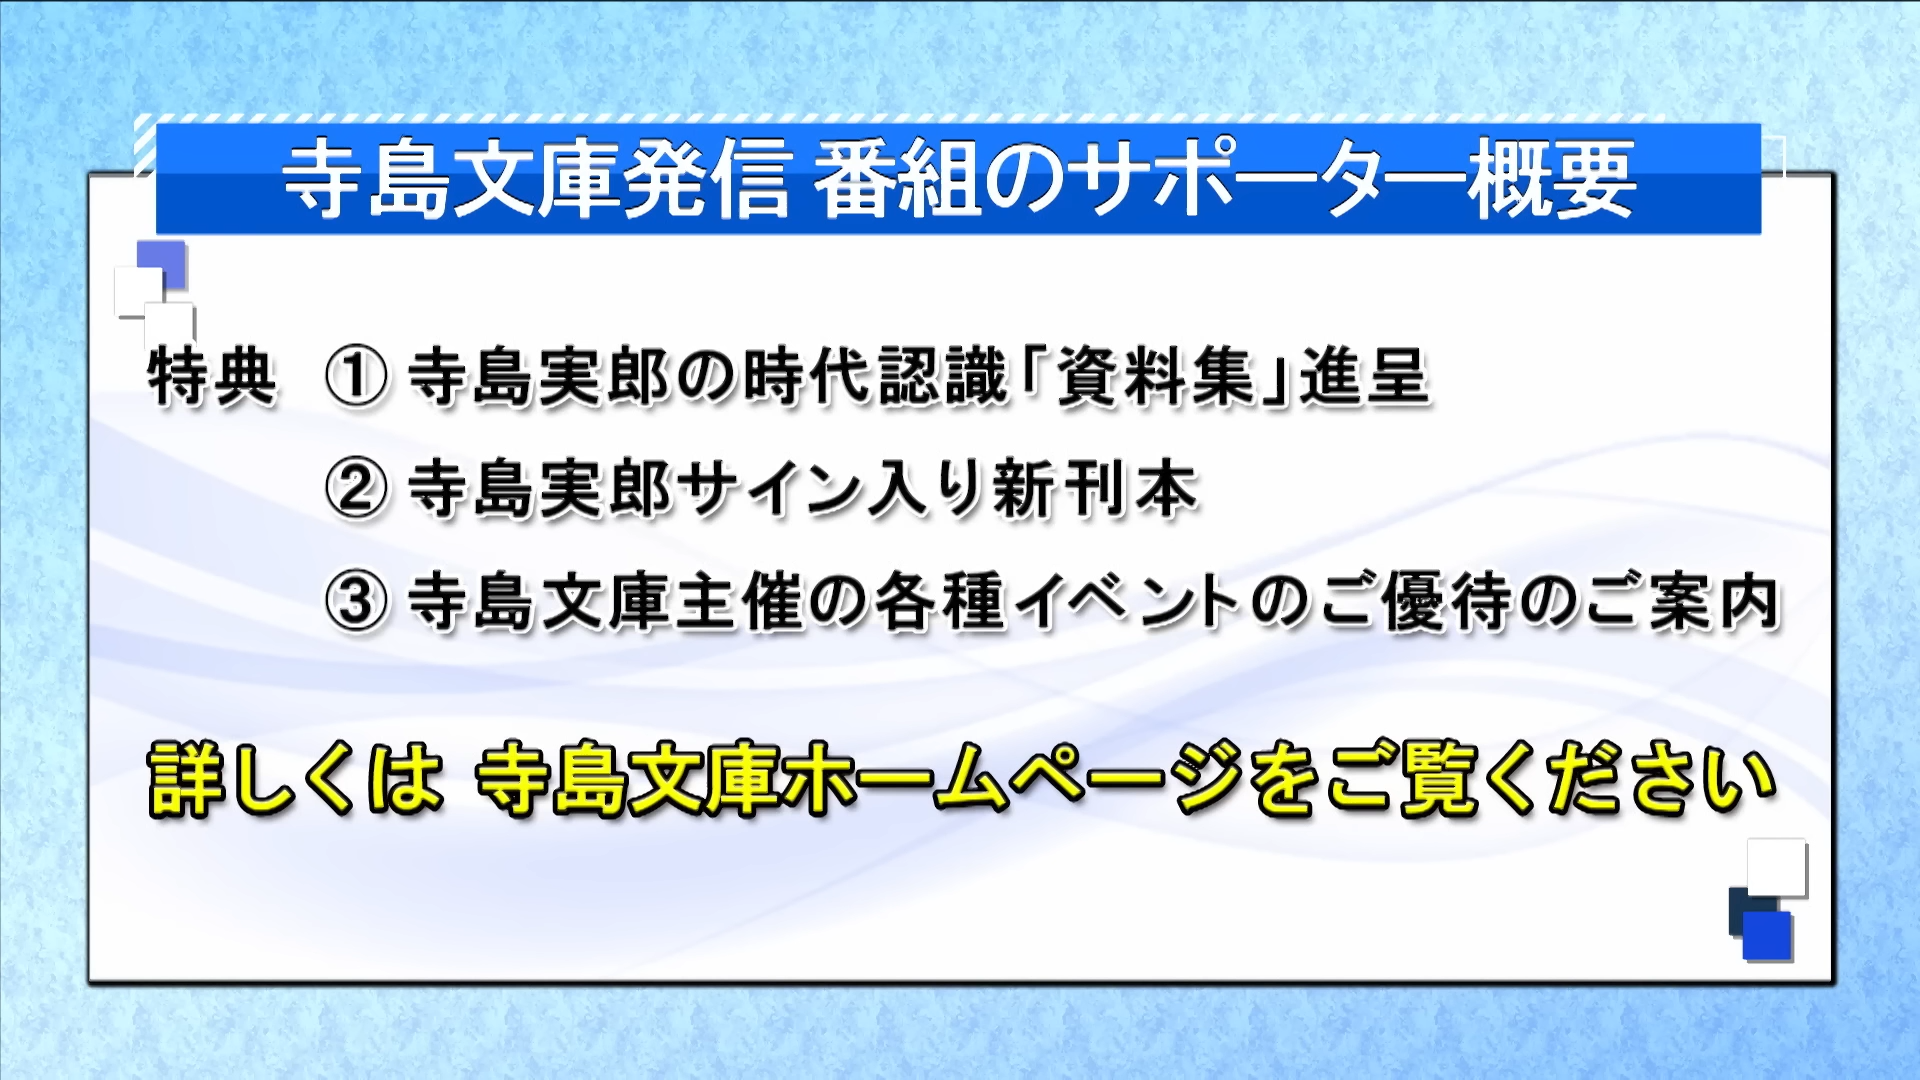 寺島文庫発信 番組のサポーター概要
特典 ① 寺島実郎の時代認識「資料集」進呈
② 寺島実郎サイン入り新刊本
③ 寺島文庫主催の各種イベントのご優待のご案内
詳しくは 寺島文庫ホームページをご覧ください